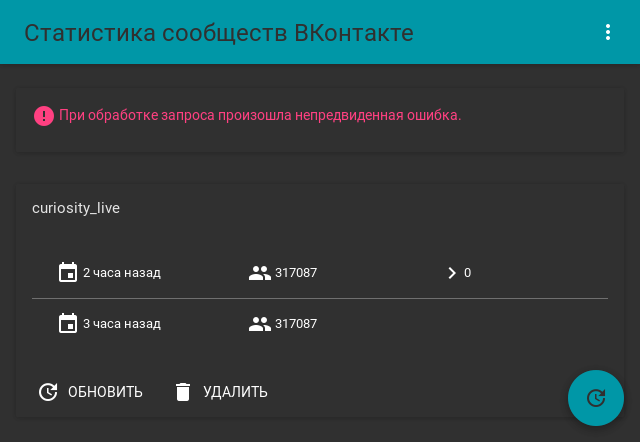 Статистика сообществ ВКонтакте
При обработке запроса произошла непредвиденная ошибка.
curiosity_live
2 часа назад 317087 0
3 часа назад 317087
ОБНОВИТЬ УДАЛИТЬ